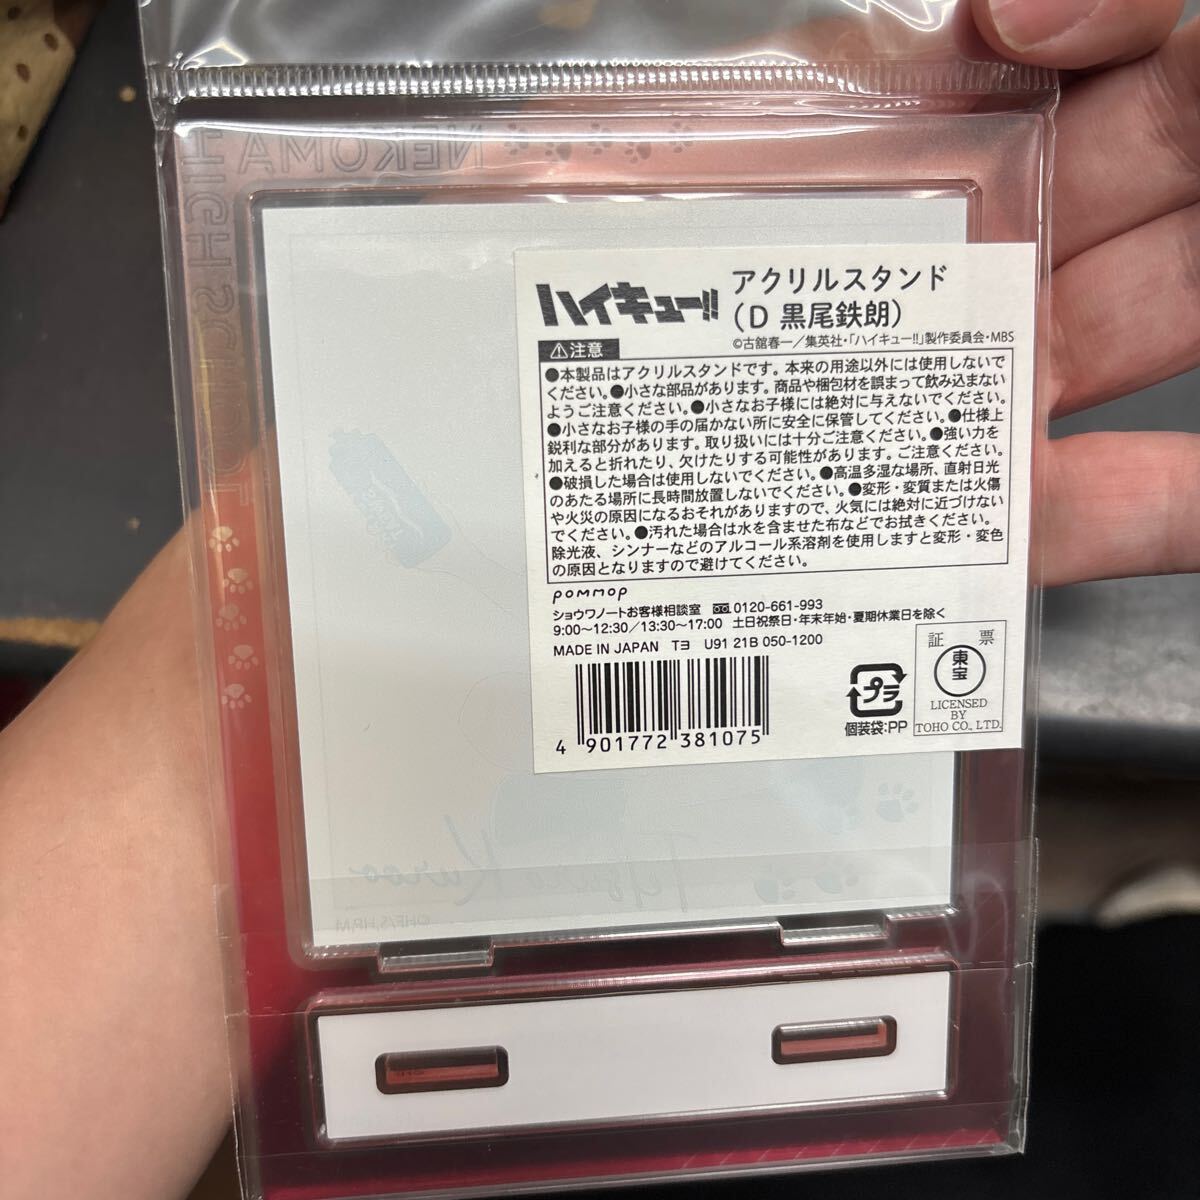 NEKOMA
HIGH SCHOOL
ハイキュー!!
アクリルスタンド
(D 黒尾鉄朗)
©古舘春一/集英社・「ハイキュー!!」製作委員会・MBS
⚠注意
●本製品はアクリルスタンドです。本来の用途以外には使用しないで
ください。●小さな部品があります。商品や梱包材を誤まって飲み込まない
ようご注意ください。●小さなお子様には絶対に与えないでください。
●小さなお子様の手の届かない所に安全に保管してください。●仕様上
鋭利な部分があります。取り扱いには十分ご注意ください。●強い力を
加えると折れたり、欠けたりする可能性があります。ご注意ください。
●破損した場合は使用しないでください。●高温多湿な場所、直射日光
のあたる場所に長時間放置しないでください。●変形・変質または火傷
や火災の原因になるおそれがありますので、火気には絶対に近づけない
でください。●汚れた場合は水を含ませた布などでお拭きください。
除光液、シンナーなどのアルコール系溶剤を使用しますと変形・変色
の原因となりますので避けてください。
pommop
ショウワノートお客様相談室 0120-661-993
9:00〜12:30/13:30〜17:00 土日祝祭日・年末年始・夏期休業日を除く
MADE IN JAPAN Tヨ U91 21B 050-1200
4 901772 381075
プラ
個装袋:PP
証 票
東宝
LICENSED
BY
TOHO CO., LTD.
Tetsuro Kuroo
©HF/S,HPM